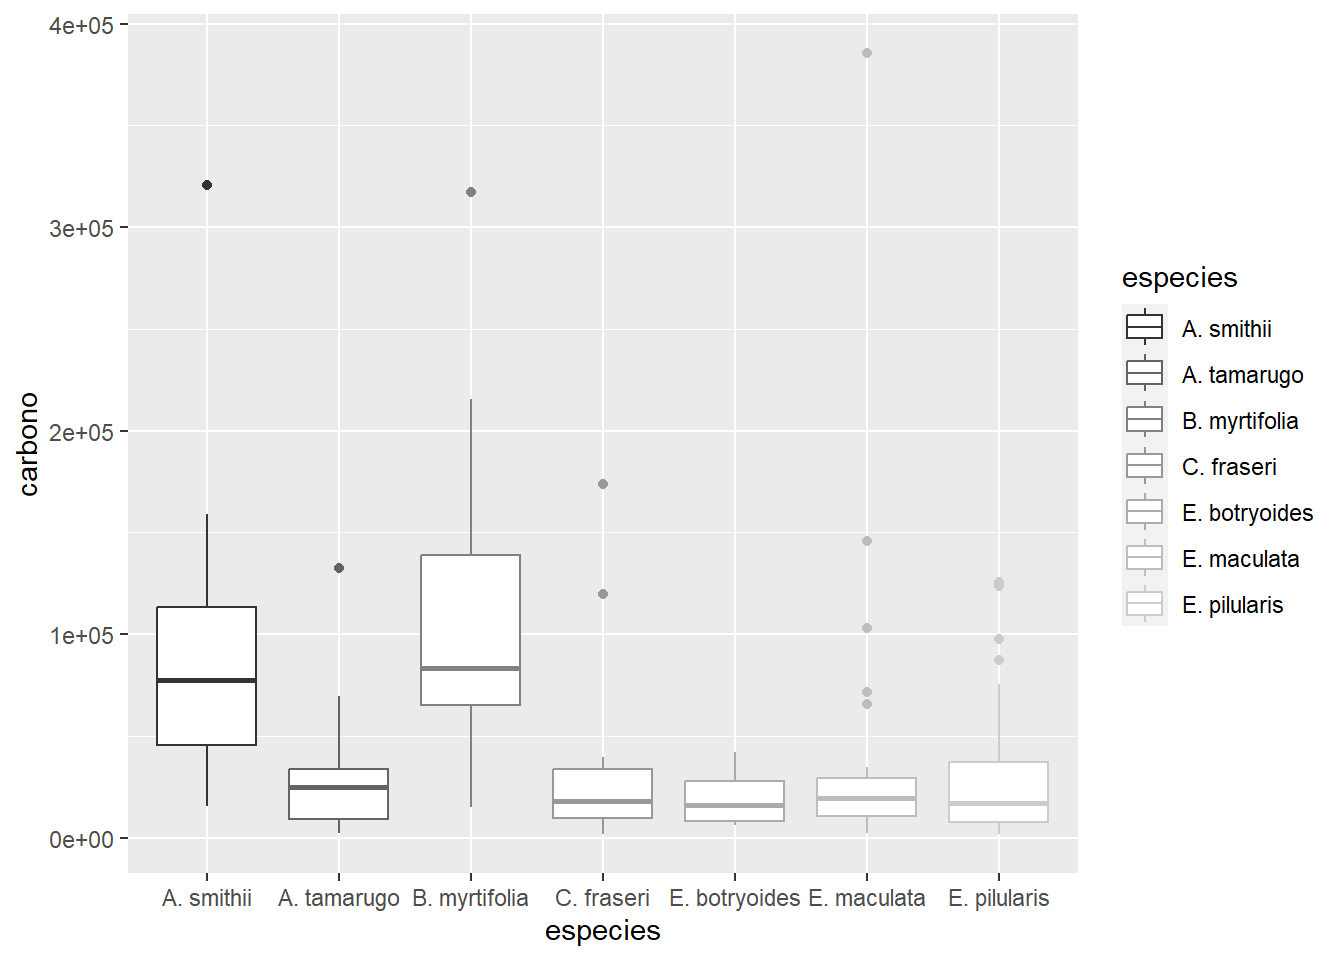 4e+05
3e+05
2e+05
1e+05
0e+00
carbono
A. smithii
A. tamarugo
B. myrtifolia
C. fraseri
E. botryoides
E. maculata
E. pilularis
especies
especies
A. smithii
A. tamarugo
B. myrtifolia
C. fraseri
E. botryoides
E. maculata
E. pilularis